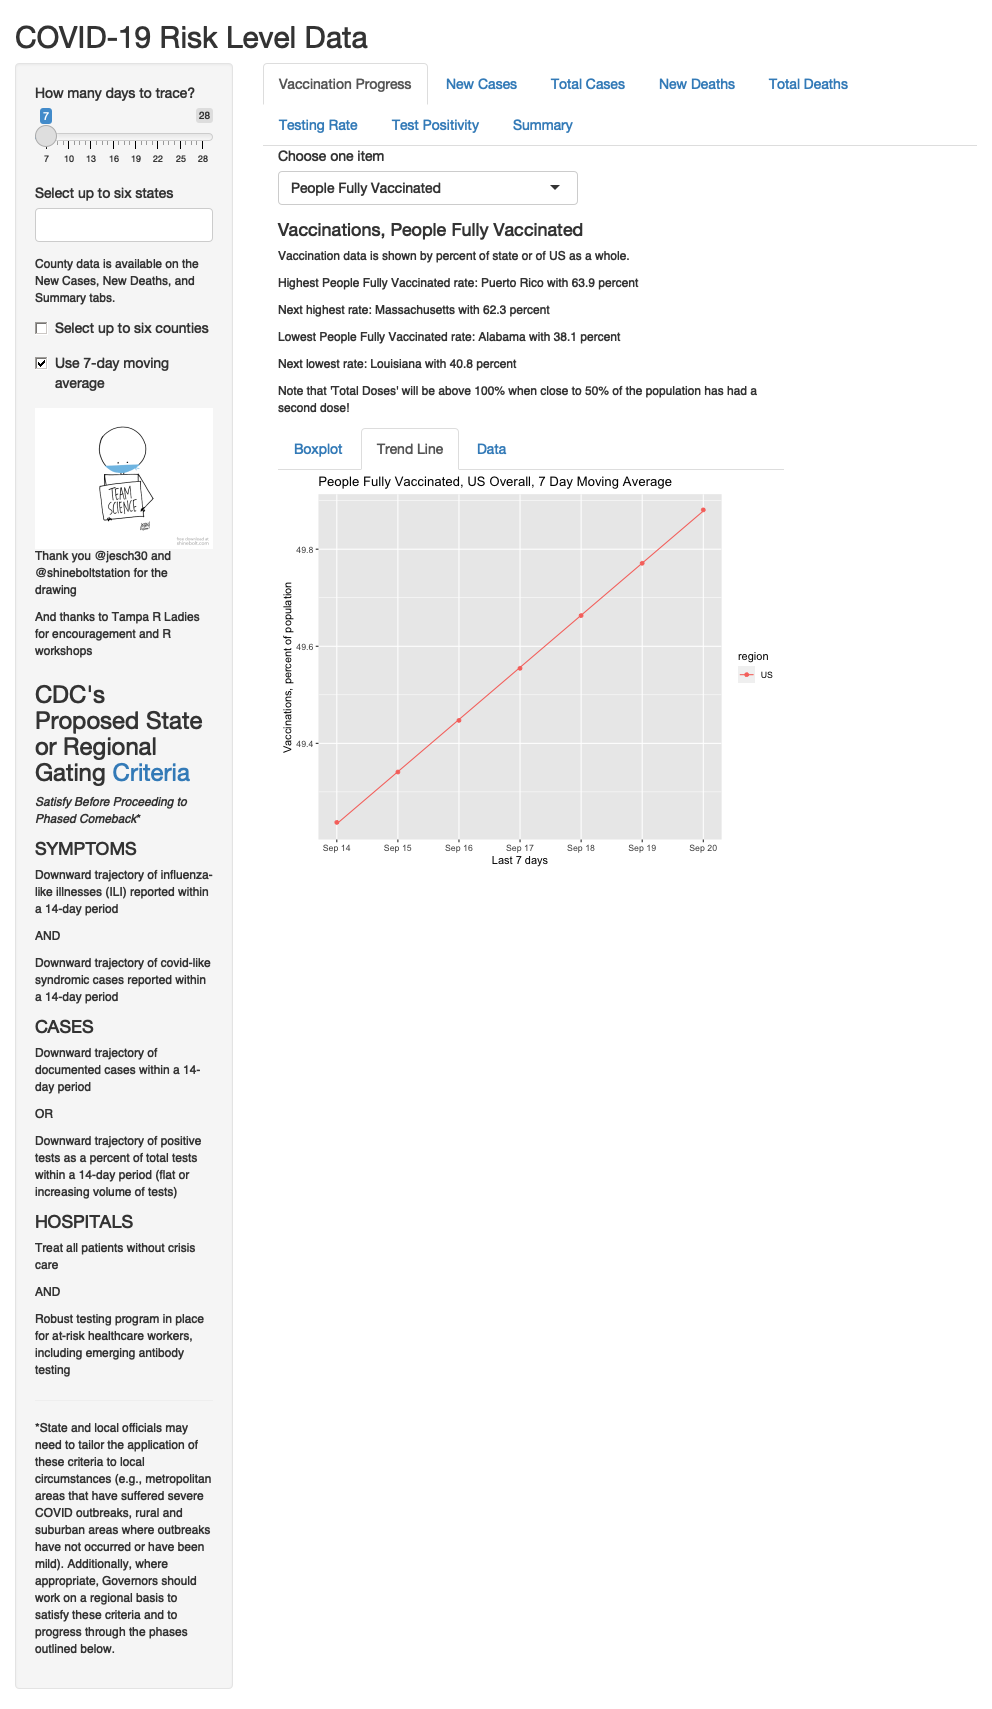 COVID-19 Risk Level Data
How many days to trace?
7
28
7 10 13 16 19 22 25 28
Select up to six states
County data is available on the
New Cases, New Deaths, and
Summary tabs.
Select up to six counties
Use 7-day moving
average
TEAM
SCIENCE
free download at
shinebolt.com
Thank you @jesch30 and
@shineboltstation for the
drawing
And thanks to Tampa R Ladies
for encouragement and R
workshops
CDC's
Proposed State
or Regional
Gating Criteria
Satisfy Before Proceeding to
Phased Comeback*
SYMPTOMS
Downward trajectory of influenza-
like illnesses (ILI) reported within
a 14-day period
AND
Downward trajectory of covid-like
syndromic cases reported within
a 14-day period
CASES
Downward trajectory of
documented cases within a 14-
day period
OR
Downward trajectory of positive
tests as a percent of total tests
within a 14-day period (flat or
increasing volume of tests)
HOSPITALS
Treat all patients without crisis
care
AND
Robust testing program in place
for at-risk healthcare workers,
including emerging antibody
testing
*State and local officials may
need to tailor the application of
these criteria to local
circumstances (e.g., metropolitan
areas that have suffered severe
COVID outbreaks, rural and
suburban areas where outbreaks
have not occurred or have been
mild). Additionally, where
appropriate, Governors should
work on a regional basis to
satisfy these criteria and to
progress through the phases
outlined below.
Vaccination Progress New Cases Total Cases New Deaths Total Deaths
Testing Rate Test Positivity Summary
Choose one item
People Fully Vaccinated
Vaccinations, People Fully Vaccinated
Vaccination data is shown by percent of state or of US as a whole.
Highest People Fully Vaccinated rate: Puerto Rico with 63.9 percent
Next highest rate: Massachusetts with 62.3 percent
Lowest People Fully Vaccinated rate: Alabama with 38.1 percent
Next lowest rate: Louisiana with 40.8 percent
Note that 'Total Doses' will be above 100% when close to 50% of the population has had a
second dose!
Boxplot Trend Line Data
People Fully Vaccinated, US Overall, 7 Day Moving Average
Vaccinations, percent of population
49.8
49.6
49.4
Sep 14 Sep 15 Sep 16 Sep 17 Sep 18 Sep 19 Sep 20
Last 7 days
region
US